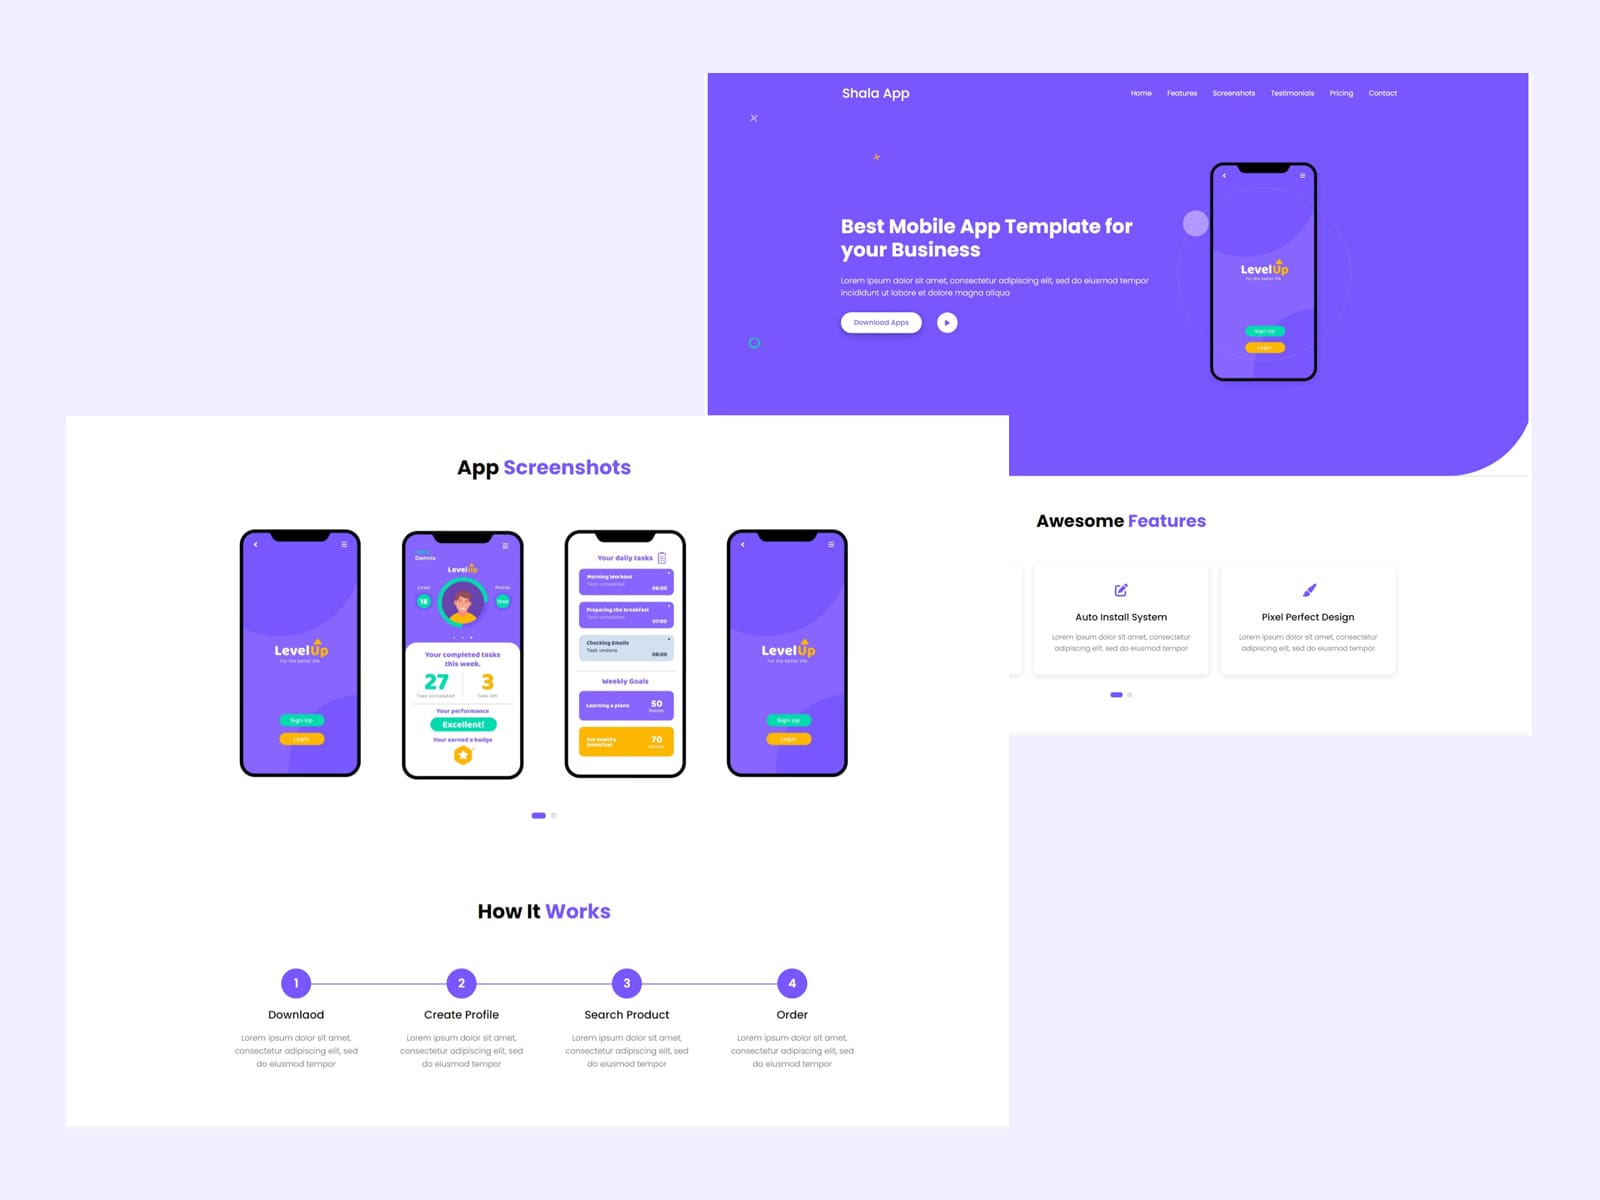 Shala App
Home Features Screenshots Testimonials Pricing Contact
Best Mobile App Template for
your Business
Lorem ipsum dolor sit amet, consectetur adipiscing elit, sed do eiusmod tempor
incididunt ut labore et dolore magna aliqua
Download Apps
LevelUp
For the better life
Sign Up
Login
Awesome Features
Auto Install System
Lorem ipsum dolor sit amet, consectetur
adipiscing elit, sed do eiusmod tempor
Pixel Perfect Design
Lorem ipsum dolor sit amet, consectetur
adipiscing elit, sed do eiusmod tempor
App Screenshots
LevelUp
For the better life
Sign Up
Login
Dennis
LevelUp
Level
18
Points
Your completed tasks
this week.
27
Task completed
3
Task left
Your performance
Excellent!
Your earned a badge
Your daily tasks
Morning Workout
Task completed
06:00
Preparing the breakfast
Task completed
07:00
Checking Emails
Task undone
08:00
Weekly Goals
Learning a piano
50
Points
Eat healthy
breakfast
70
Points
LevelUp
For the better life
Sign Up
Login
How It Works
1
Downlaod
Lorem ipsum dolor sit amet,
consectetur adipiscing elit, sed
do eiusmod tempor
2
Create Profile
Lorem ipsum dolor sit amet,
consectetur adipiscing elit, sed
do eiusmod tempor
3
Search Product
Lorem ipsum dolor sit amet,
consectetur adipiscing elit, sed
do eiusmod tempor
4
Order
Lorem ipsum dolor sit amet,
consectetur adipiscing elit, sed
do eiusmod tempor